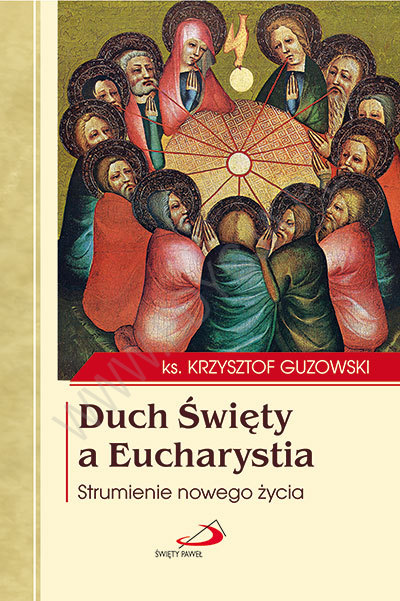 ks. KRZYSZTOF GUZOWSKI
Duch Święty
a Eucharystia
Strumienie nowego życia
ŚWIĘTY PAWEŁ